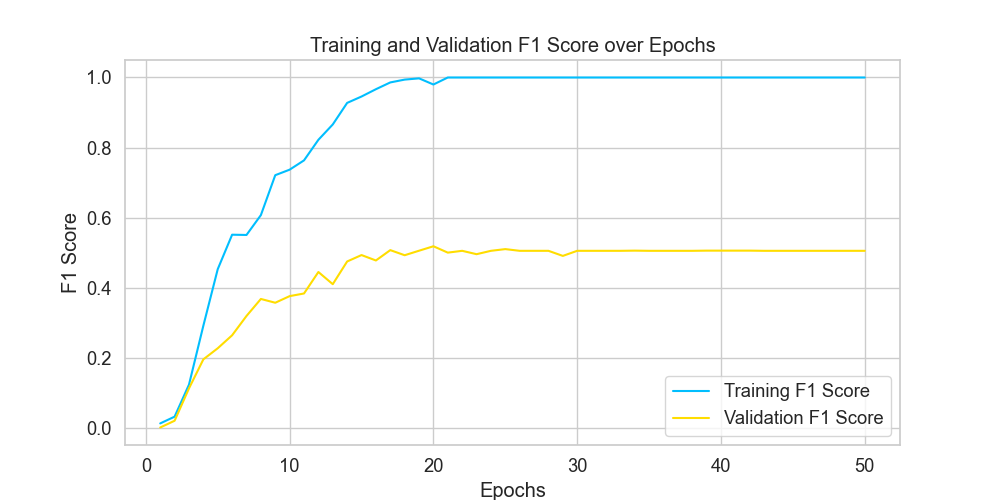 Training and Validation F1 Score over Epochs
1.0
0.8
0.6
0.4
0.2
0.0
F1 Score
0
10
20
30
40
50
Epochs
Training F1 Score
Validation F1 Score